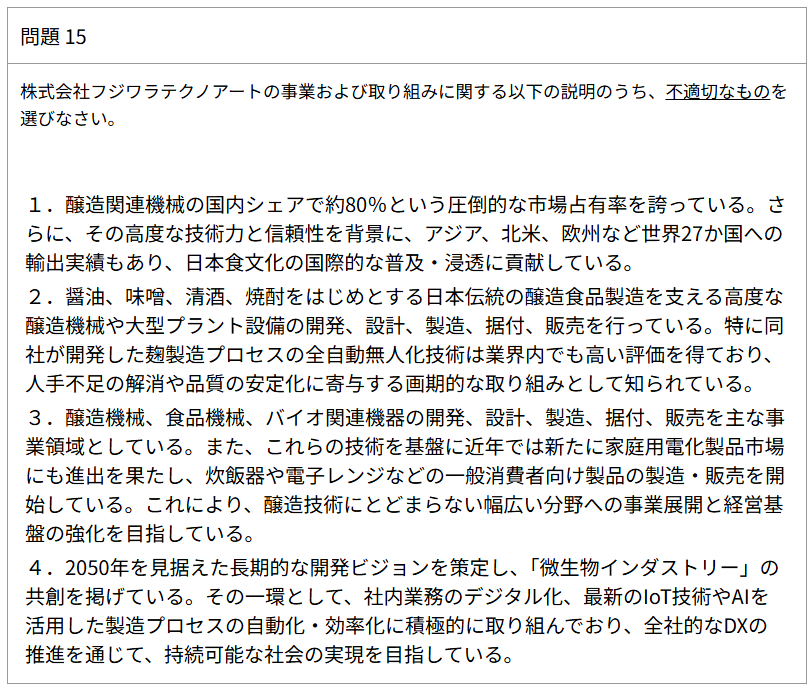 問題 15
株式会社フジワラテクノアートの事業および取り組みに関する以下の説明のうち、不適切なものを
選びなさい。
１．醸造関連機械の国内シェアで約80％という圧倒的な市場占有率を誇っている。さ
らに、その高度な技術力と信頼性を背景に、アジア、北米、欧州など世界27か国への
輸出実績もあり、日本食文化の国際的な普及・浸透に貢献している。
２．醤油、味噌、清酒、焼酎をはじめとする日本伝統の醸造食品製造を支える高度な
醸造機械や大型プラント設備の開発、設計、製造、据付、販売を行っている。特に同
社が開発した麹製造プロセスの全自動無人化技術は業界内でも高い評価を得ており、
人手不足の解消や品質の安定化に寄与する画期的な取り組みとして知られている。
３．醸造機械、食品機械、バイオ関連機器の開発、設計、製造、据付、販売を主な事
業領域としている。また、これらの技術を基盤に近年では新たに家庭用電化製品市場
にも進出を果たし、炊飯器や電子レンジなどの一般消費者向け製品の製造・販売を開
始している。これにより、醸造技術にとどまらない幅広い分野への事業展開と経営基
盤の強化を目指している。
４．2050年を見据えた長期的な開発ビジョンを策定し、「微生物インダストリー」の
共創を掲げている。その一環として、社内業務のデジタル化、最新のIoT技術やAIを
活用した製造プロセスの自動化・効率化に積極的に取り組んでおり、全社的なDXの
推進を通じて、持続可能な社会の実現を目指している。